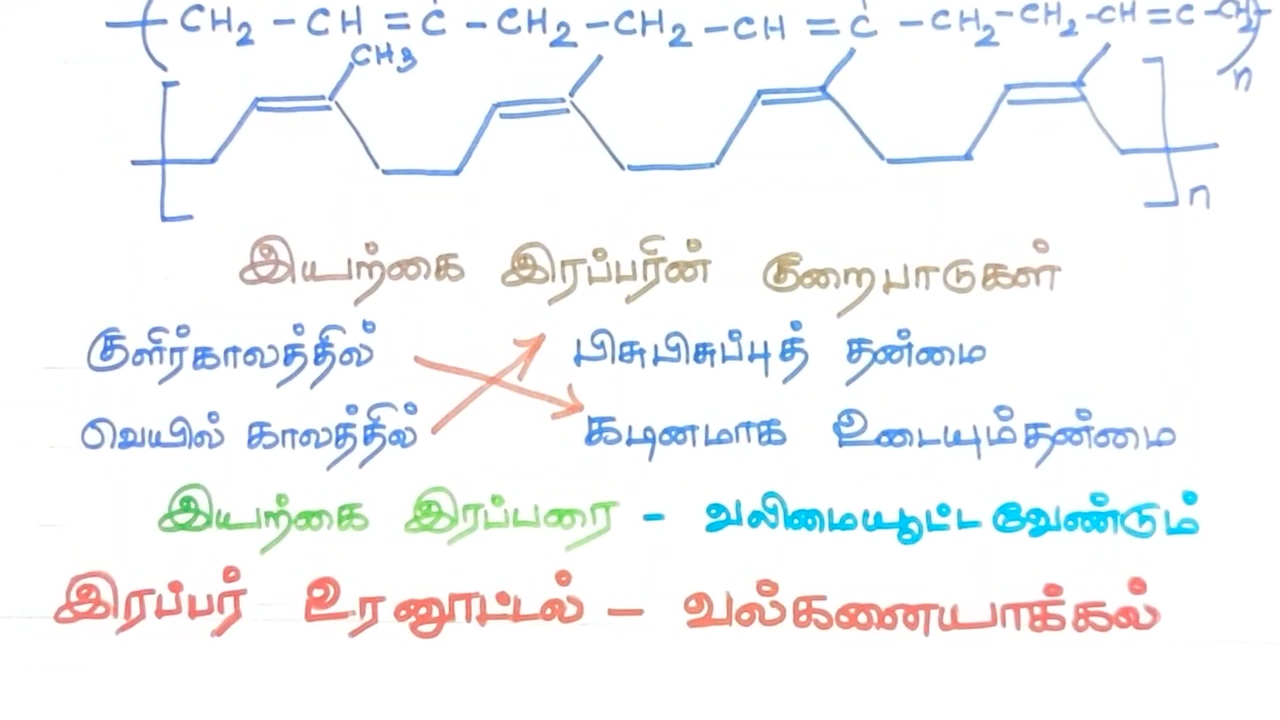 ( CH2 - CH = C - CH2 - CH2 - CH = C - CH2 - CH2 - CH = C - CH2 )n
CH3
n
இயற்கை இரப்பரின் குறைபாடுகள்
குளிர்காலத்தில் பிசுபிசுப்புத் தன்மை
வெயில் காலத்தில் கடினமாக உடையும்தன்மை
இயற்கை இரப்பரை - வலிமையூட்ட வேண்டும்
இரப்பர் உரனூட்டல் - வல்கனையாக்கல்